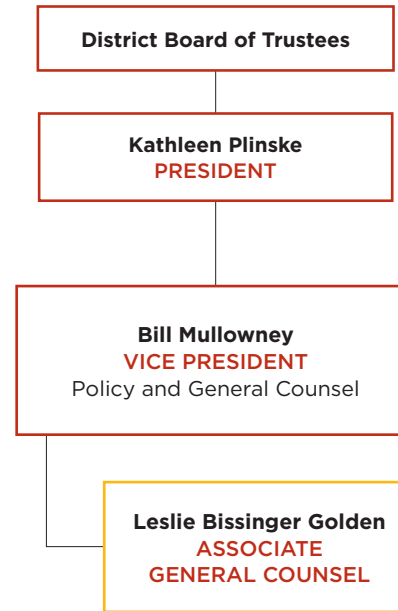 District Board of Trustees
Kathleen Plinske
PRESIDENT
Bill Mullowney
VICE PRESIDENT
Policy and General Counsel
Leslie Bissinger Golden
ASSOCIATE
GENERAL COUNSEL